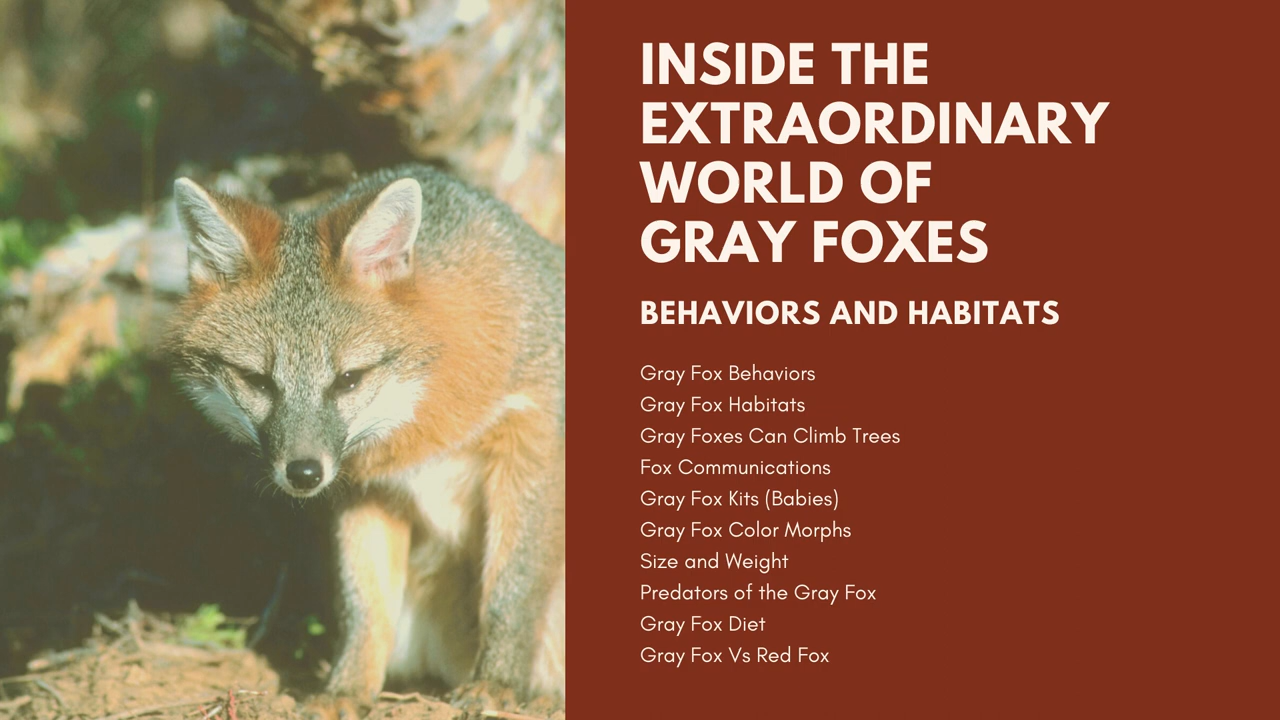 INSIDE THE
EXTRAORDINARY
WORLD OF
GRAY FOXES
BEHAVIORS AND HABITATS
Gray Fox Behaviors
Gray Fox Habitats
Gray Foxes Can Climb Trees
Fox Communications
Gray Fox Kits (Babies)
Gray Fox Color Morphs
Size and Weight
Predators of the Gray Fox
Gray Fox Diet
Gray Fox Vs Red Fox